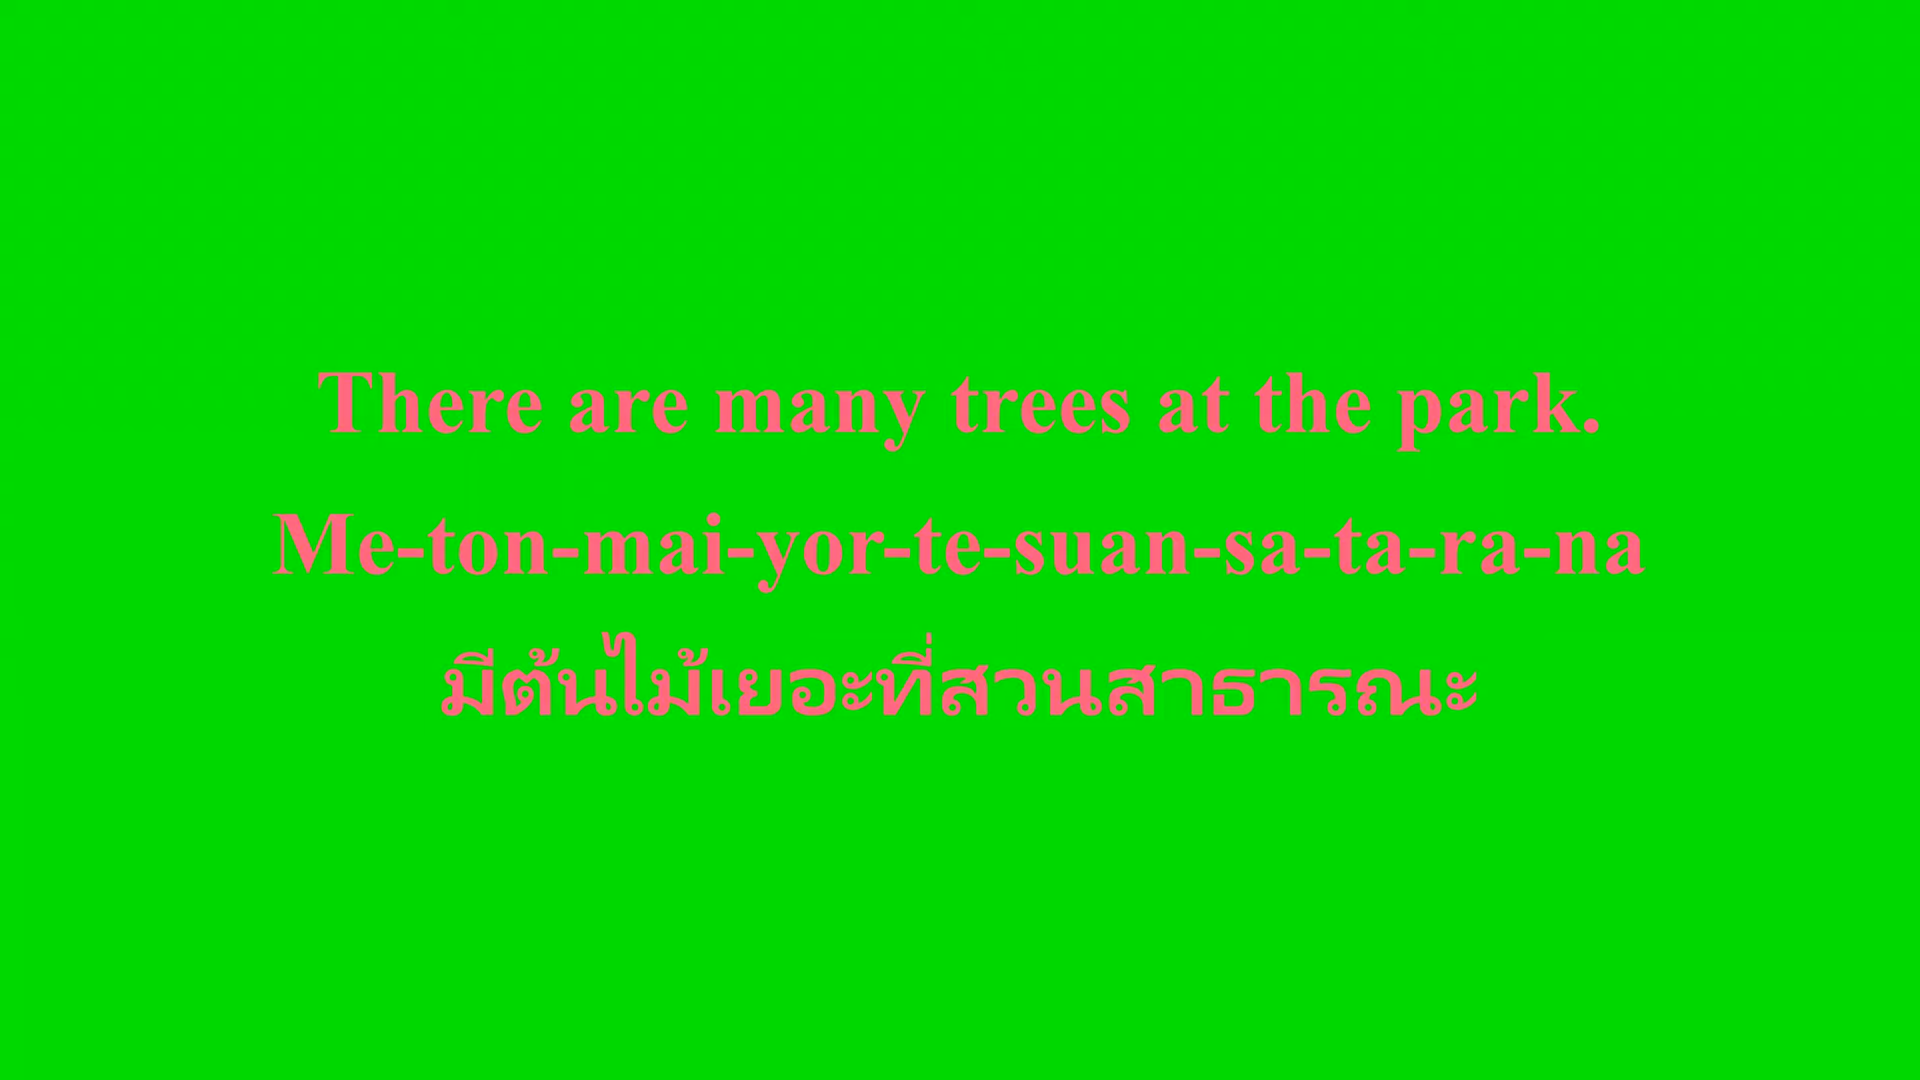 There are many trees at the park.
Me-ton-mai-yor-te-suan-sa-ta-ra-na
มีต้นไม้เยอะที่สวนสาธารณะ